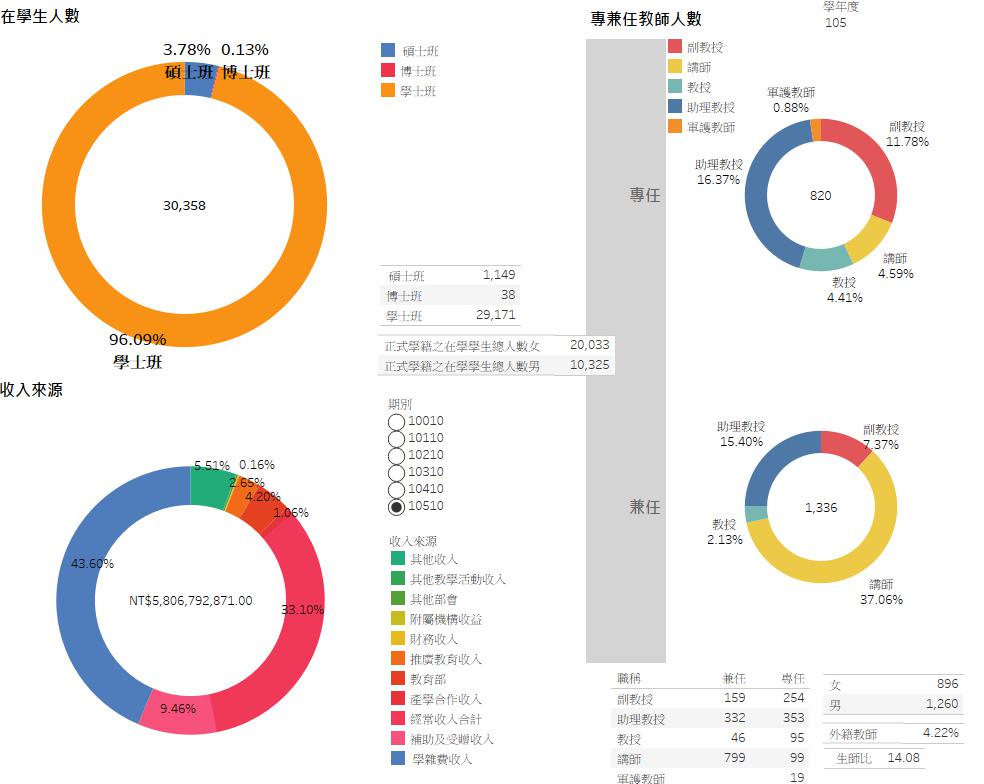 在學生人數
3.78%
0.13%
碩士班
博士班
30,358
96.09%
學士班
碩士班
博士班
學士班
碩士班 1,149
博士班 38
學士班 29,171
正式學籍之在學學生總人數女 20,033
正式學籍之在學學生總人數男 10,325
收入來源
5.51%
0.16%
2.65%
4.20%
1.06%
43.60%
NT$5,806,792,871.00
33.10%
9.46%
期別
10010
10110
10210
10310
10410
10510
收入來源
其他收入
其他教學活動收入
其他部會
附屬機構收益
財務收入
推廣教育收入
教育部
產學合作收入
經常收入合計
補助及受贈收入
學雜費收入
專兼任教師人數
學年度
105
副教授
講師
教授
助理教授
軍護教師
專任
軍護教師
0.88%
副教授
11.78%
助理教授
16.37%
820
講師
4.59%
教授
4.41%
兼任
助理教授
15.40%
副教授
7.37%
1,336
教授
2.13%
講師
37.06%
職稱 兼任 專任
副教授 159 254
助理教授 332 353
教授 46 95
講師 799 99
軍護教師 19
女 896
男 1,260
外籍教師 4.22%
生師比 14.08